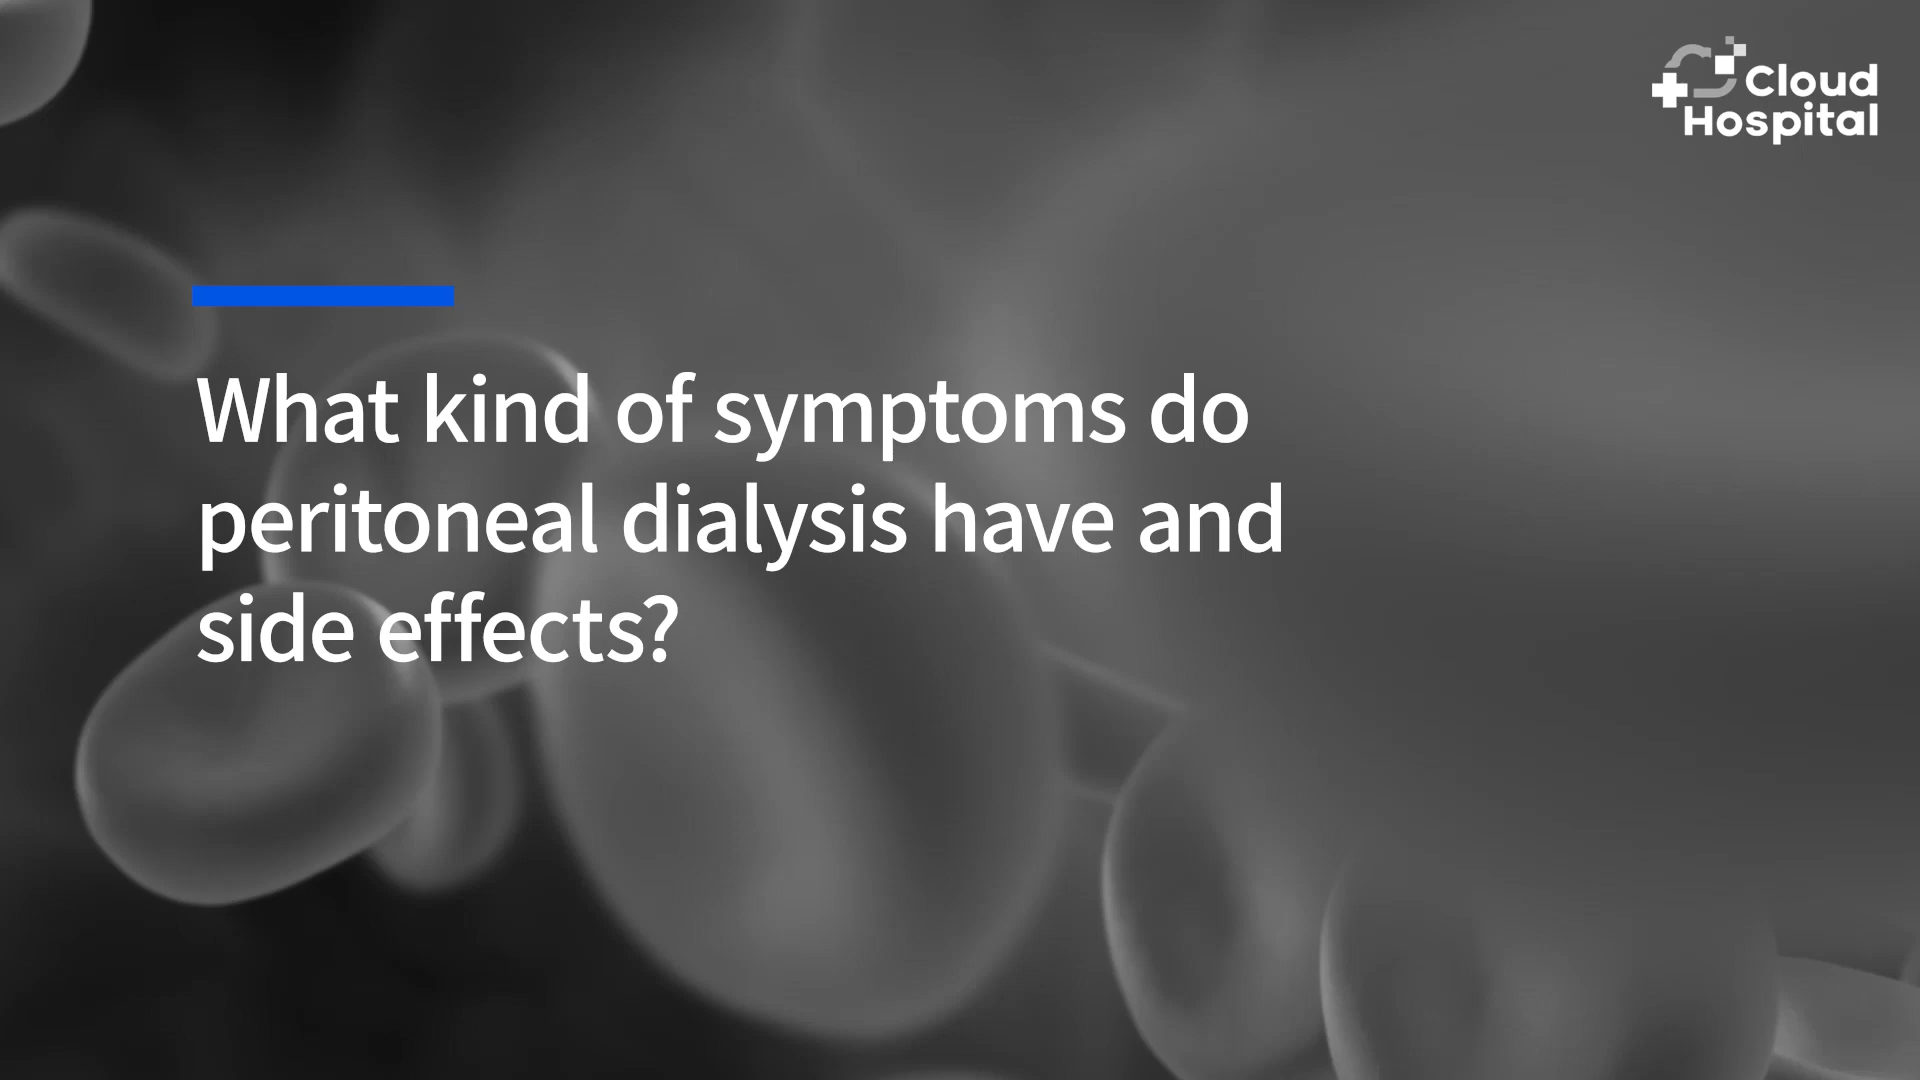 Cloud
Hospital
What kind of symptoms do
peritoneal dialysis have and
side effects?